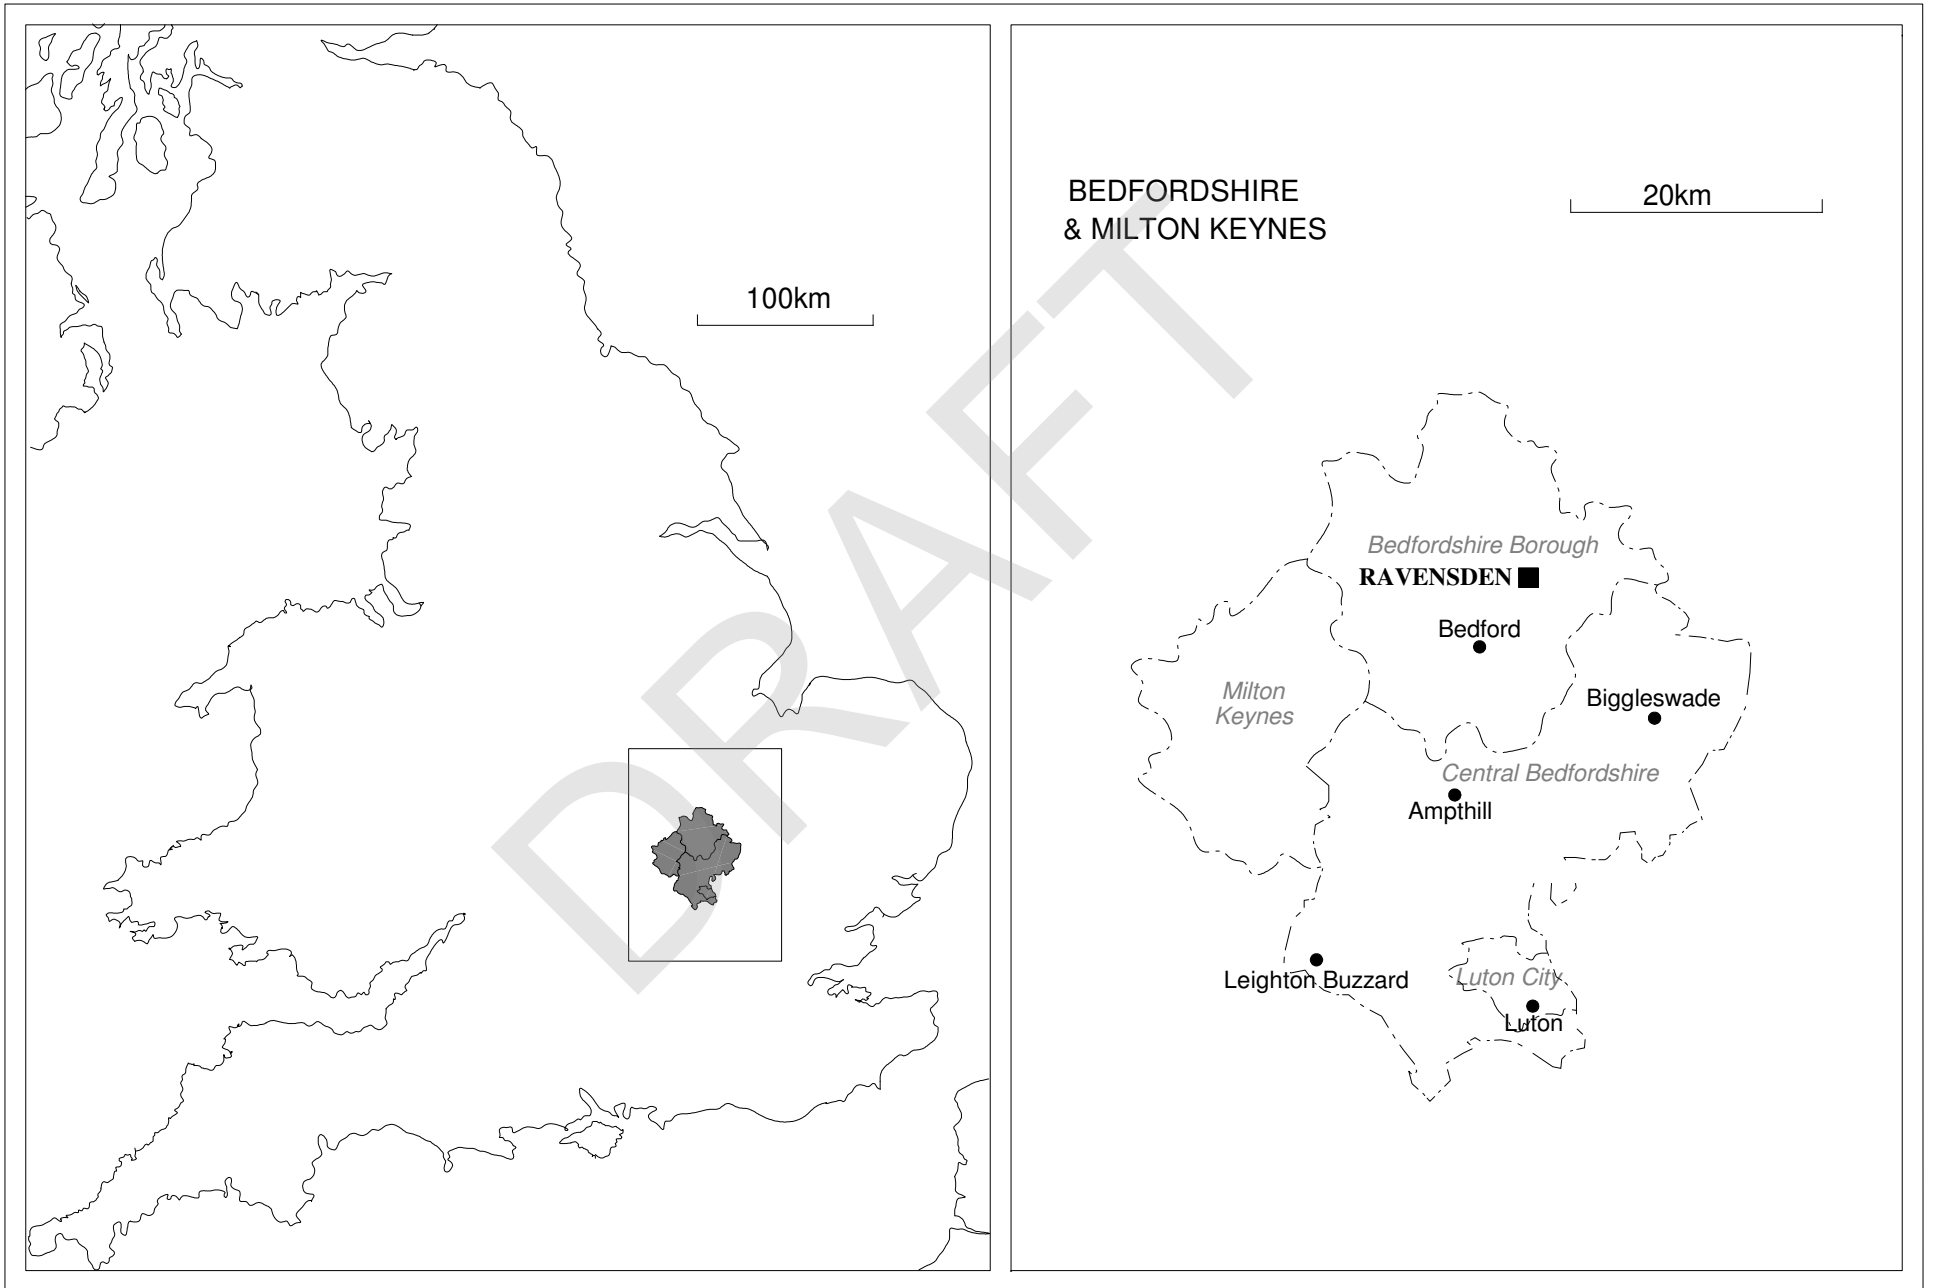 100km
BEDFORDSHIRE
& MILTON KEYNES
20km
Bedfordshire Borough
RAVENSDEN
Bedford
Milton
Keynes
Biggleswade
Central Bedfordshire
Ampthill
Leighton Buzzard
Luton City
Luton
DRAFT